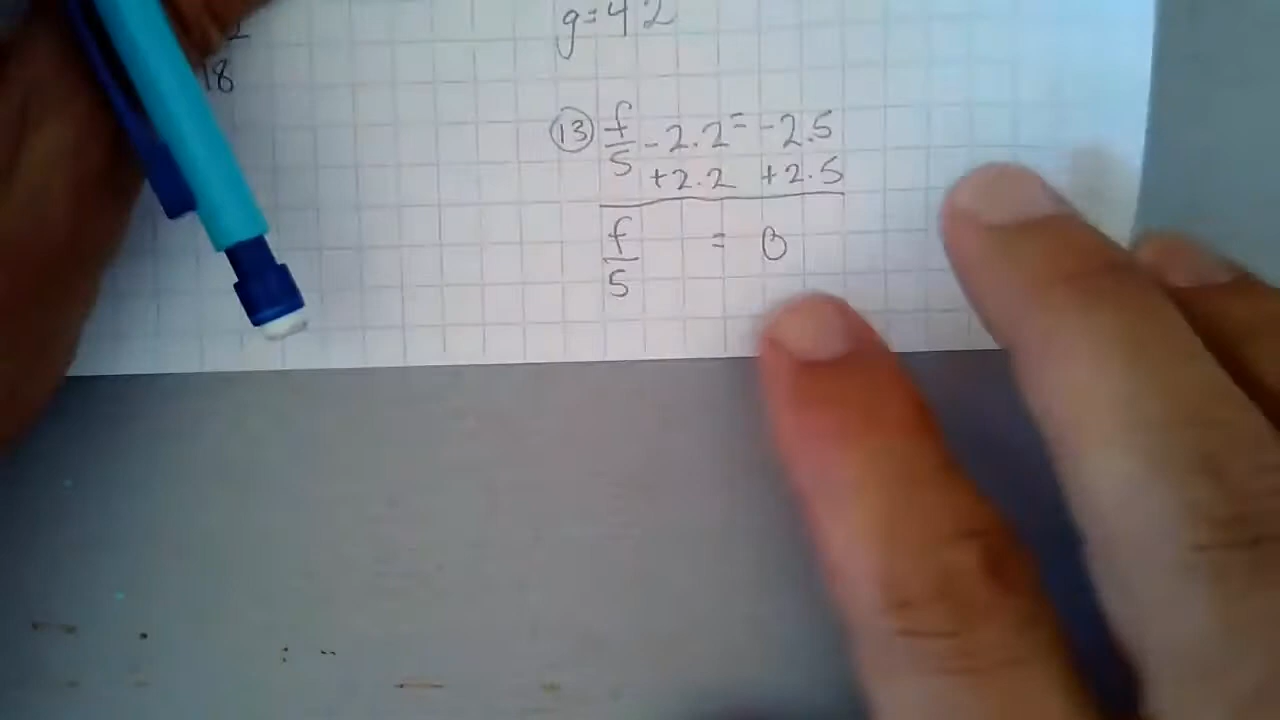 g=42
18
13 f/5 - 2.2 = -2.5
+2.2 +2.5
f/5 = 0